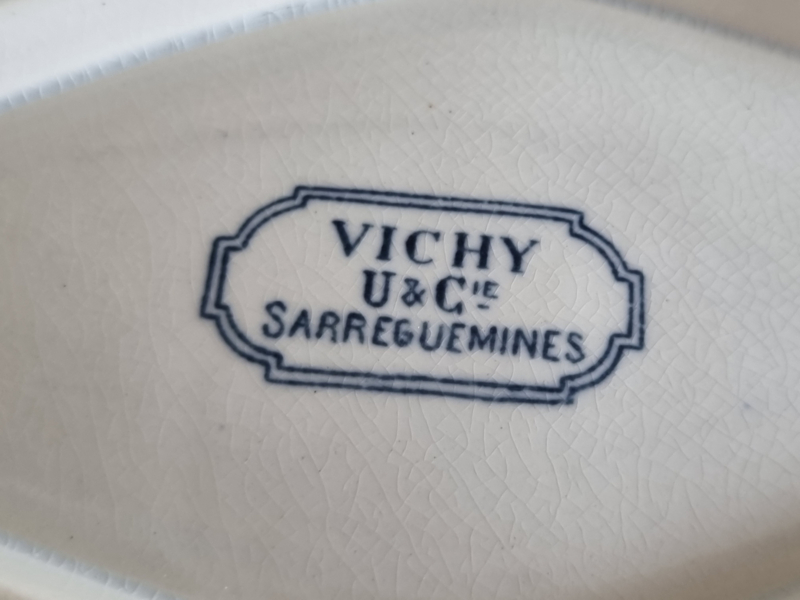 VICHY
U & Cᴵᴱ
SARREGUEMINES